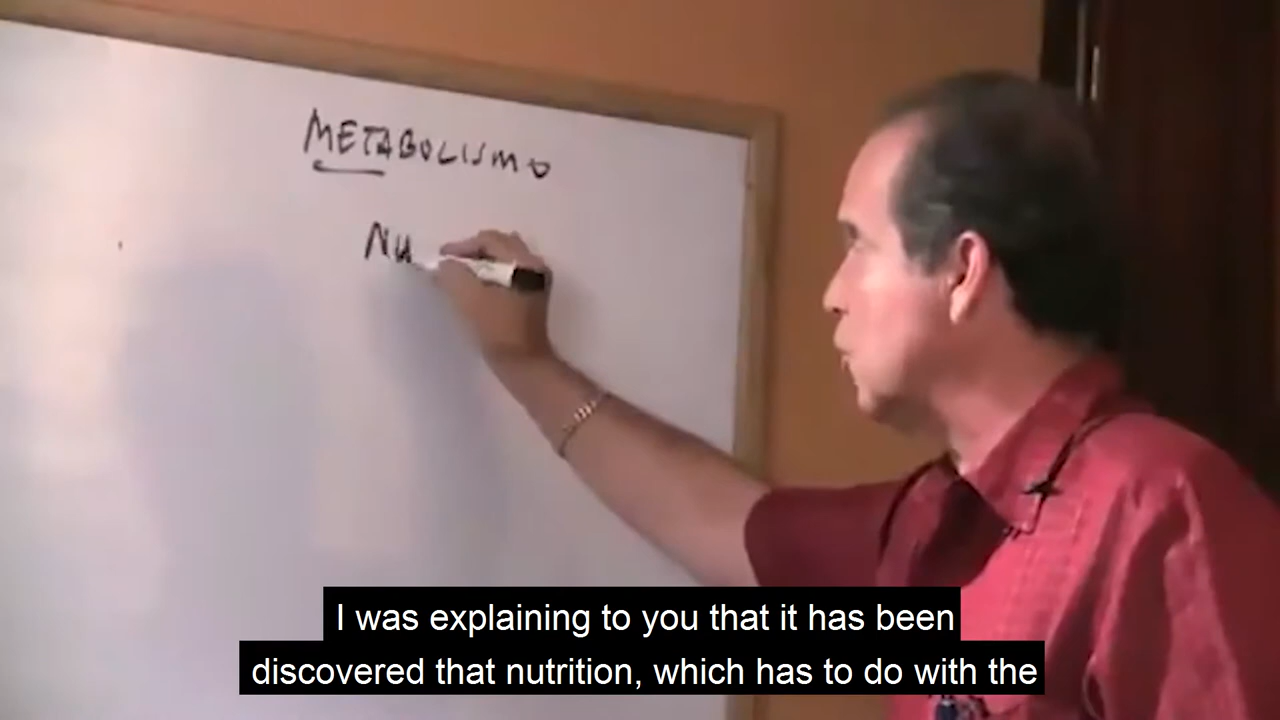 METABOLISMO
Nu
I was explaining to you that it has been
discovered that nutrition, which has to do with the